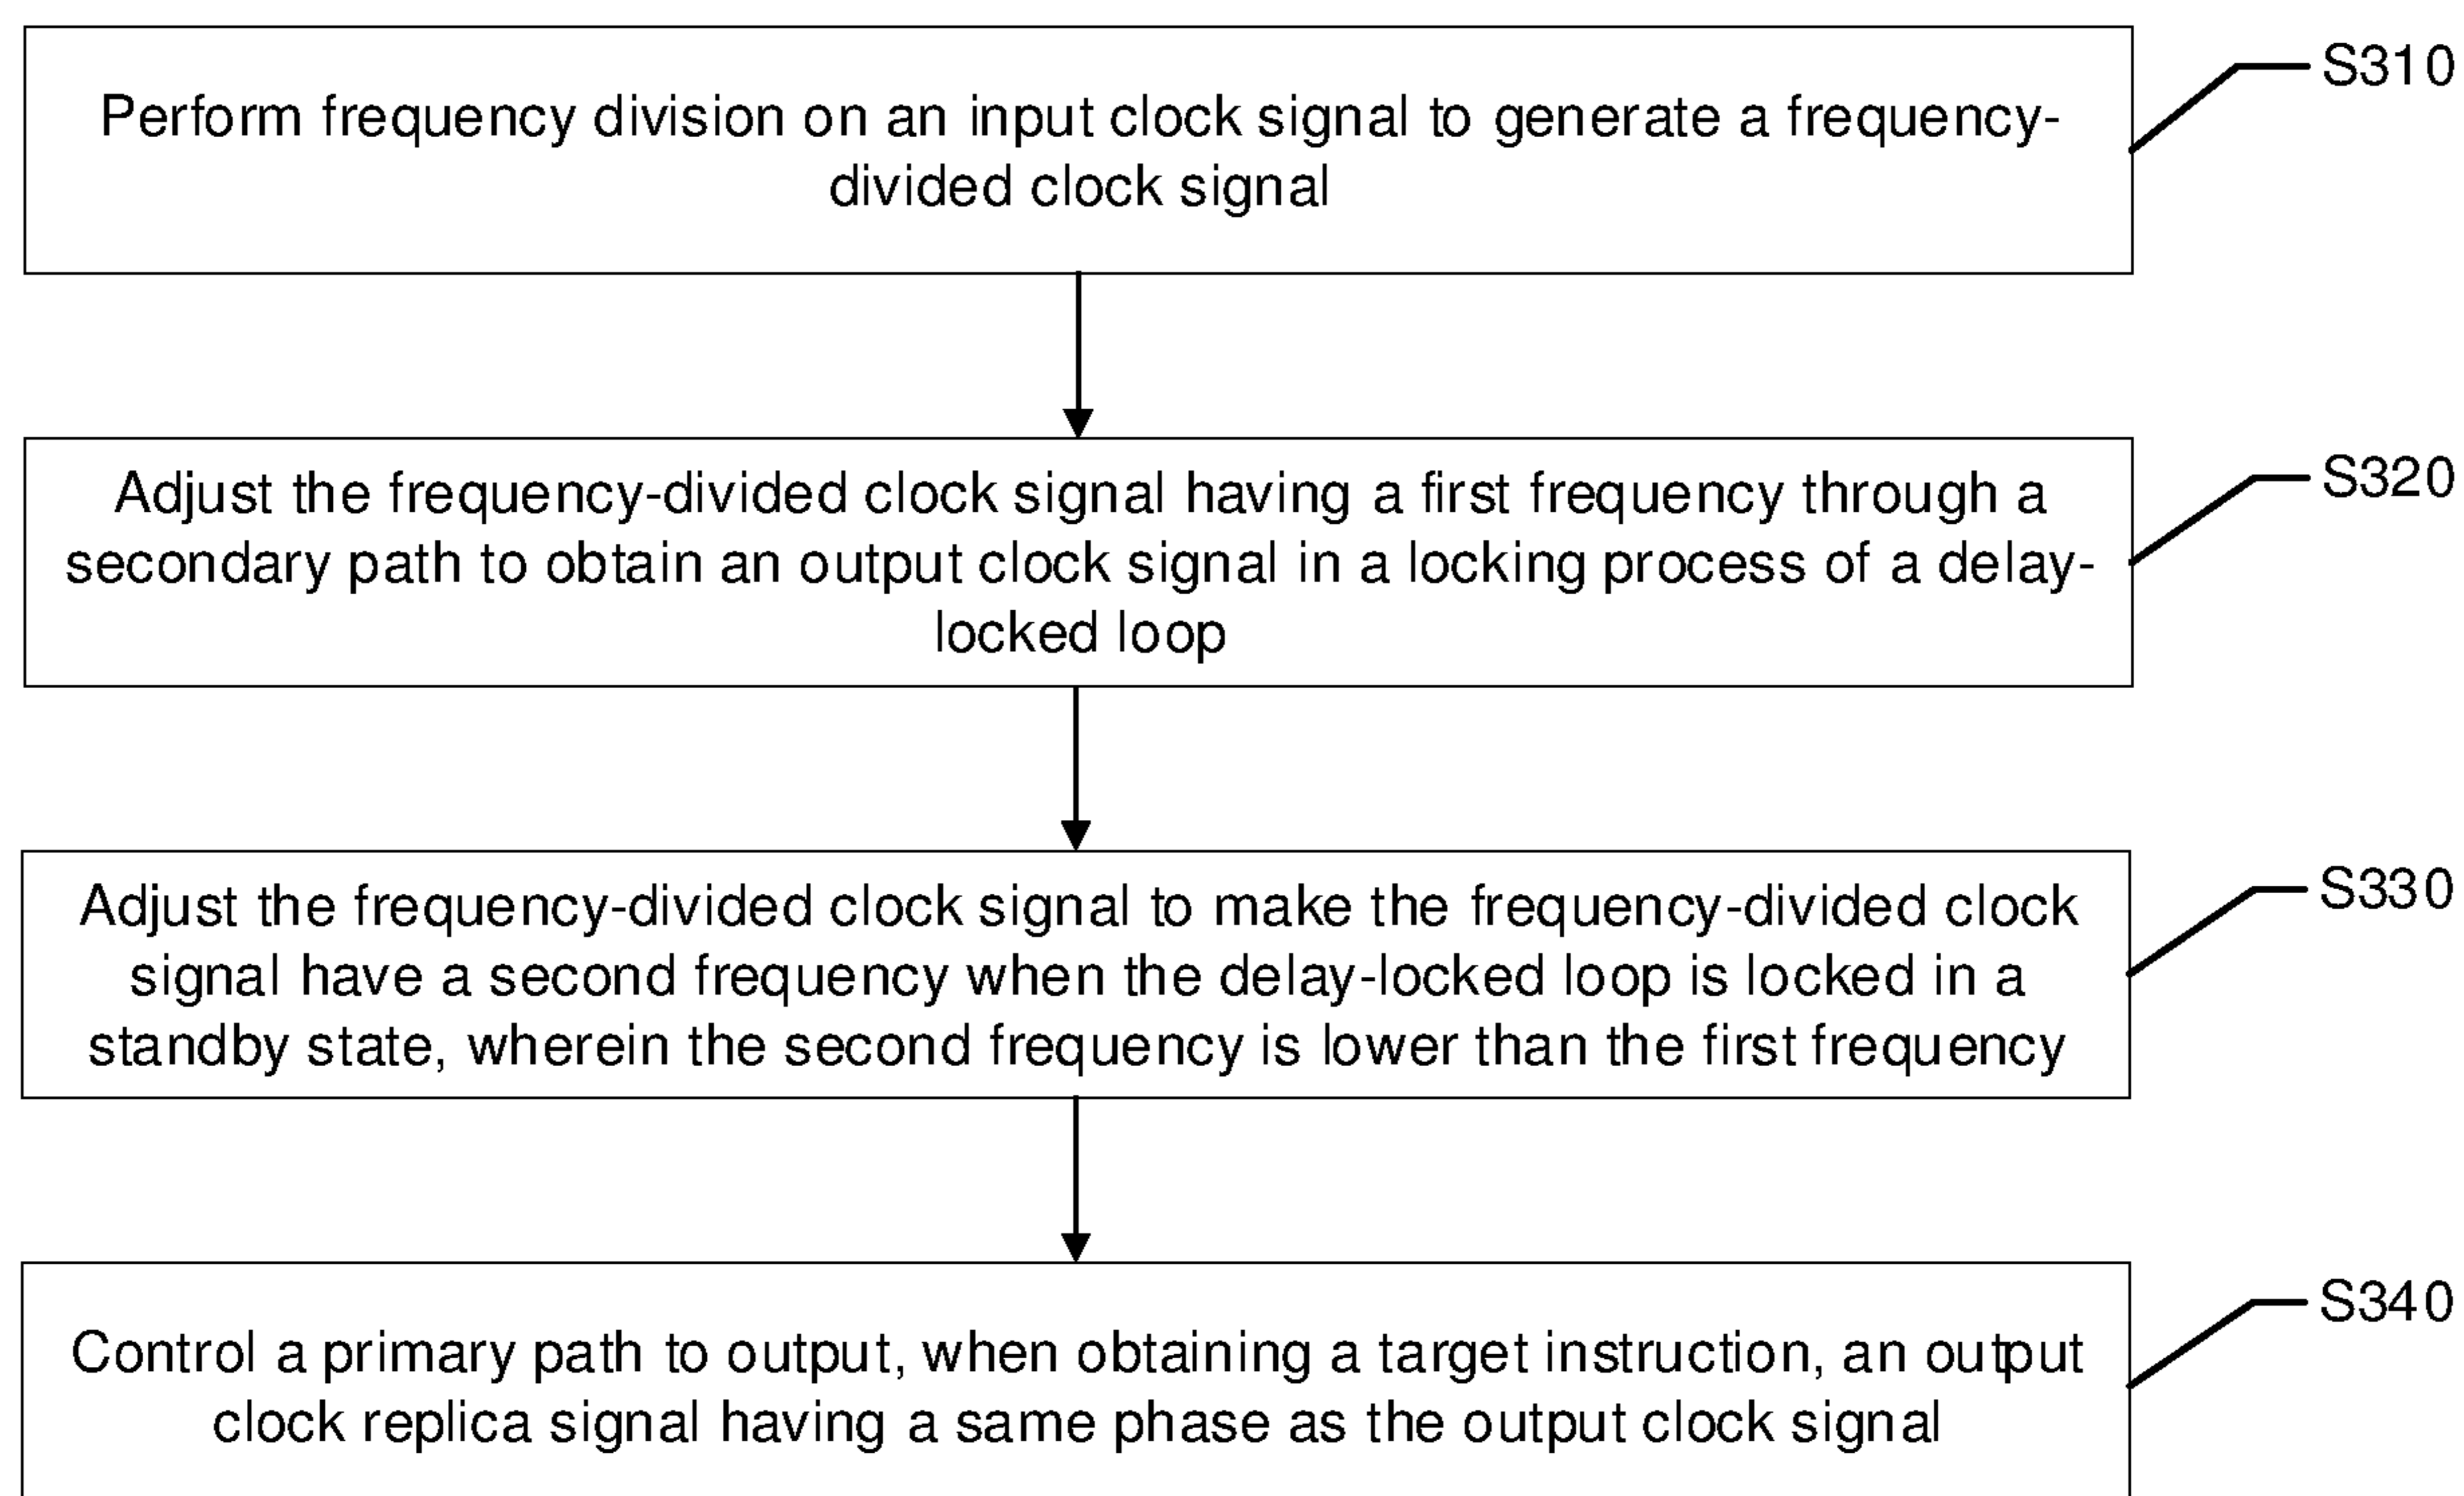 S310
Perform frequency division on an input clock signal to generate a frequency-
divided clock signal
S320
Adjust the frequency-divided clock signal having a first frequency through a
secondary path to obtain an output clock signal in a locking process of a delay-
locked loop
S330
Adjust the frequency-divided clock signal to make the frequency-divided clock
signal have a second frequency when the delay-locked loop is locked in a
standby state, wherein the second frequency is lower than the first frequency
S340
Control a primary path to output, when obtaining a target instruction, an output
clock replica signal having a same phase as the output clock signal